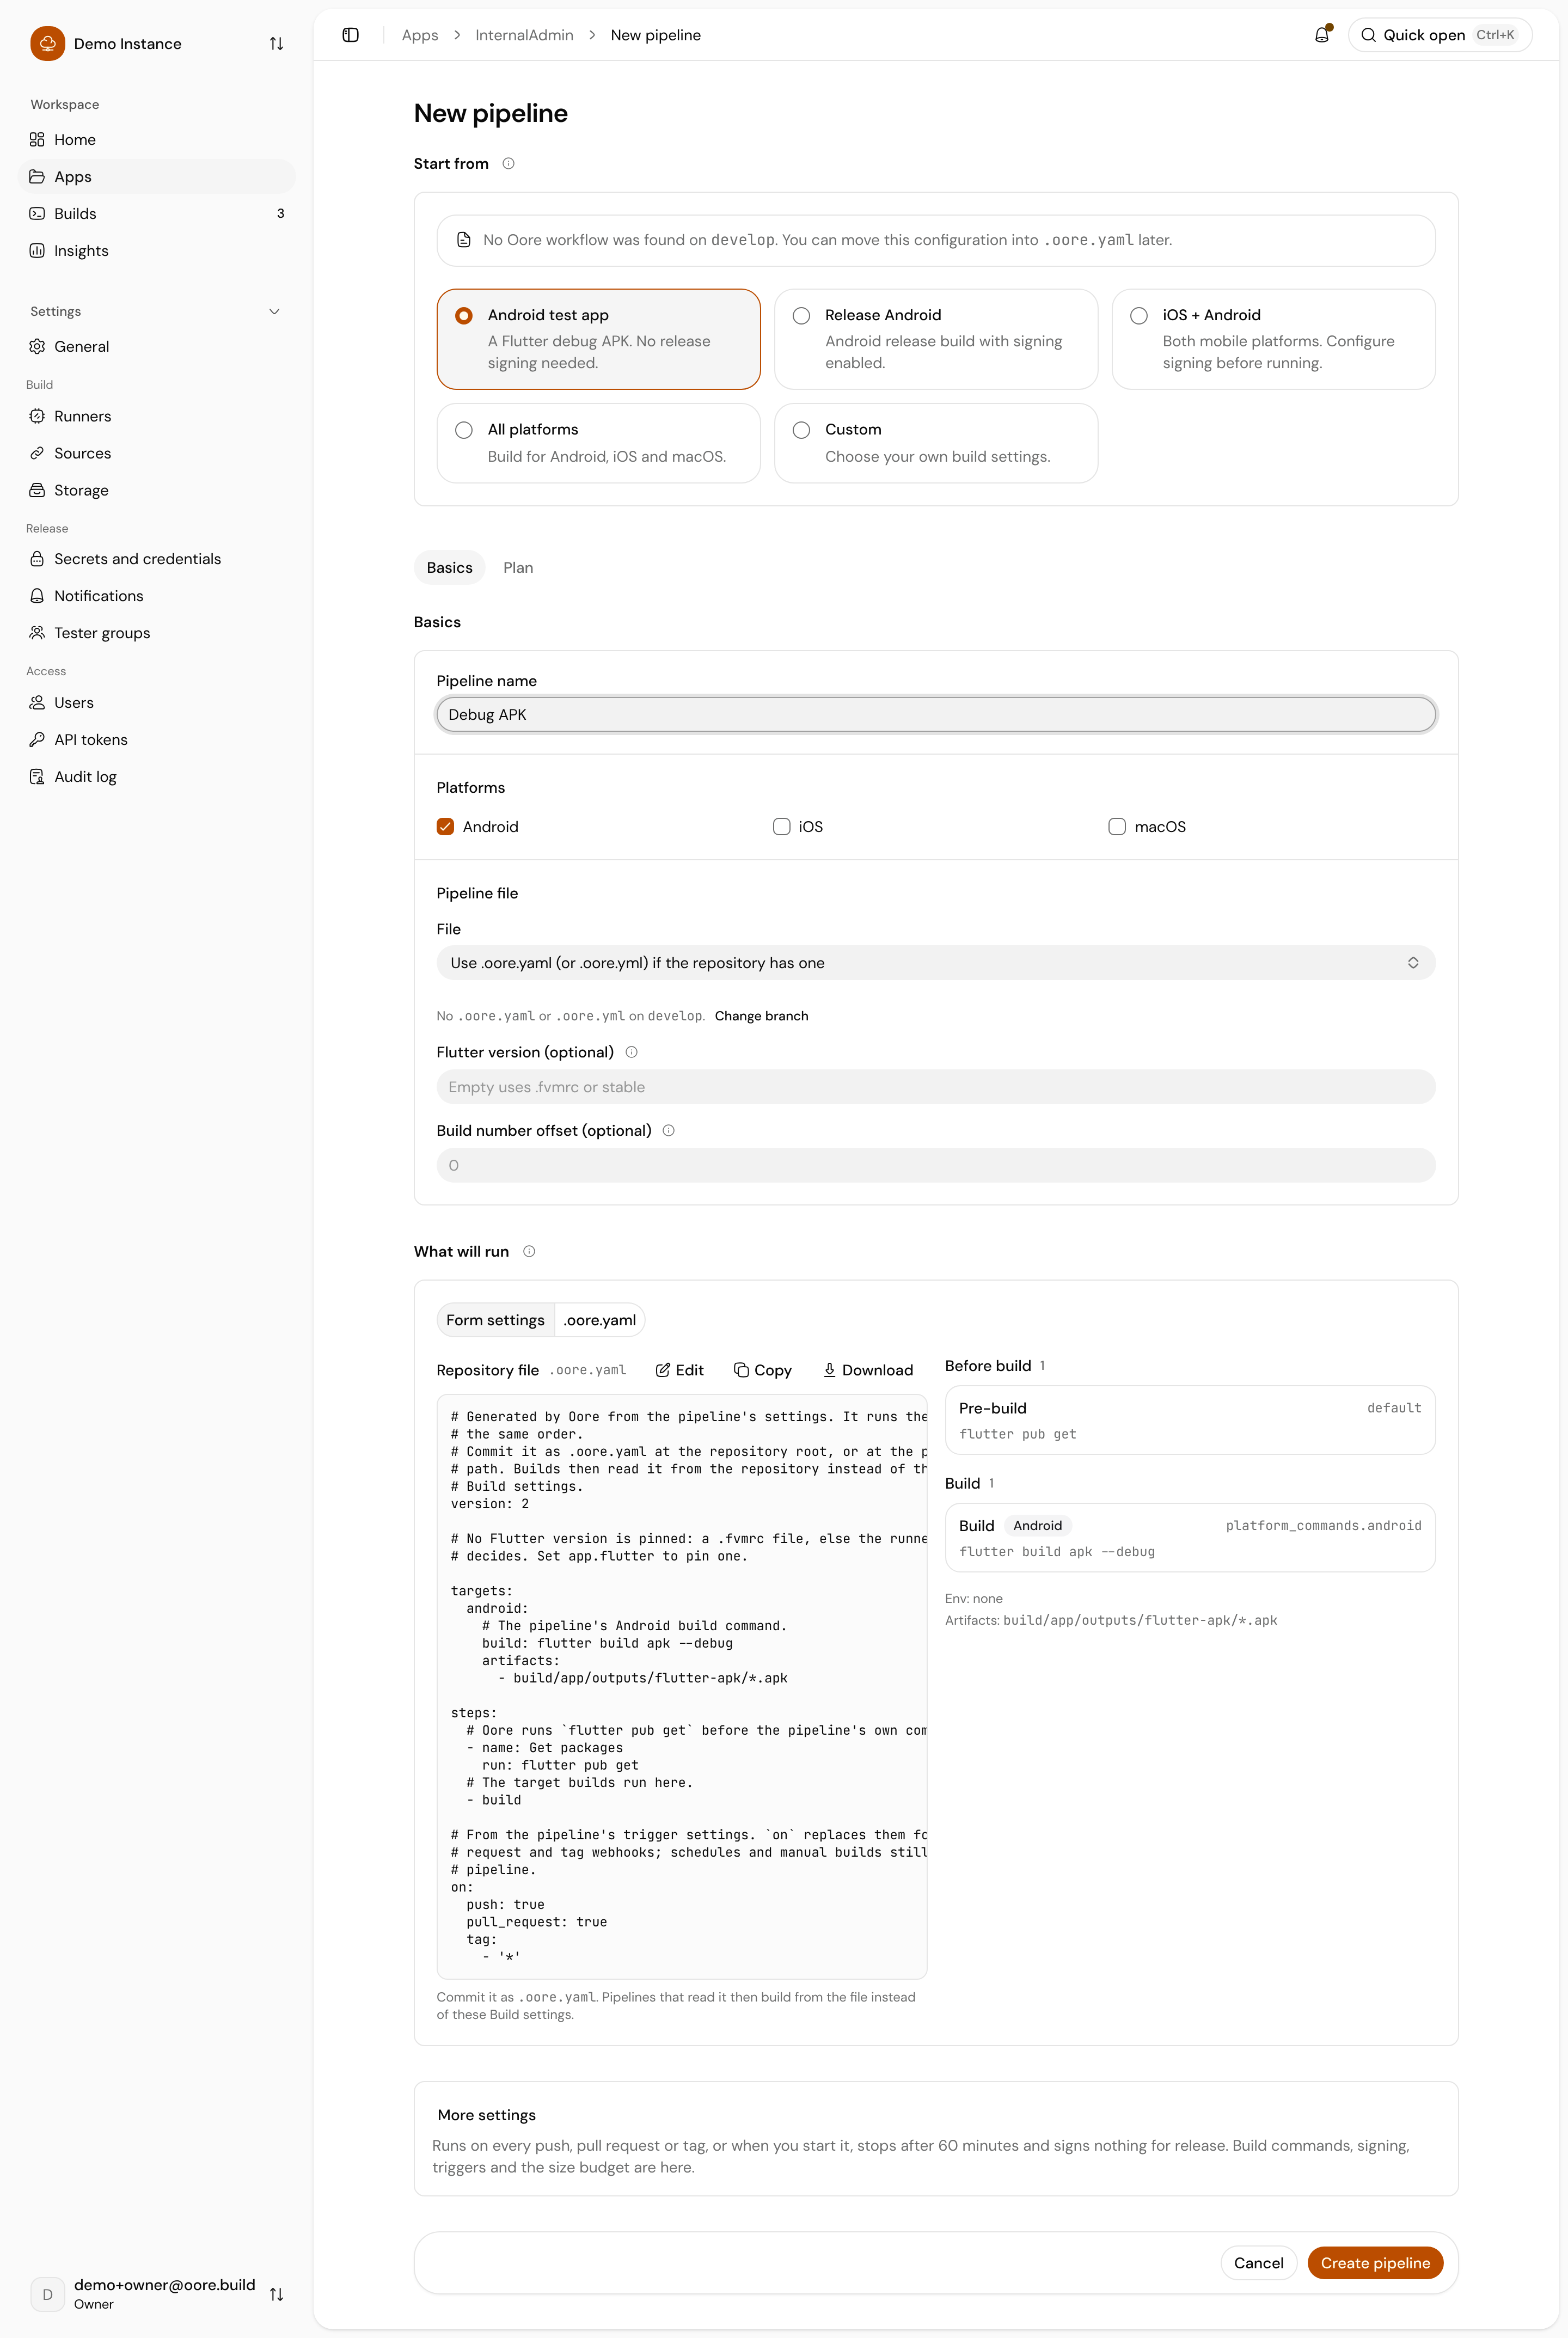 Demo Instance
Workspace
Home
Apps
Builds 3
Insights
Settings
General
Build
Runners
Sources
Storage
Release
Secrets and credentials
Notifications
Tester groups
Access
Users
API tokens
Audit log
D
demo+owner@oore.build
Owner
Apps > InternalAdmin > New pipeline
Quick open Ctrl+K
New pipeline
Start from
No Oore workflow was found on develop. You can move this configuration into .oore.yaml later.
Android test app
A Flutter debug APK. No release
signing needed.
Release Android
Android release build with signing
enabled.
iOS + Android
Both mobile platforms. Configure
signing before running.
All platforms
Build for Android, iOS and macOS.
Custom
Choose your own build settings.
Basics Plan
Basics
Pipeline name
Debug APK
Platforms
Android iOS macOS
Pipeline file
File
Use .oore.yaml (or .oore.yml) if the repository has one
No .oore.yaml or .oore.yml on develop. Change branch
Flutter version (optional)
Empty uses .fvmrc or stable
Build number offset (optional)
0
What will run
Form settings .oore.yaml
Repository file .oore.yaml Edit Copy Download
# Generated by Oore from the pipeline's settings. It runs the
# the same order.
# Commit it as .oore.yaml at the repository root, or at the p
# path. Builds then read it from the repository instead of th
# Build settings.
version: 2
# No Flutter version is pinned: a .fvmrc file, else the runne
# decides. Set app.flutter to pin one.
targets:
android:
# The pipeline's Android build command.
build: flutter build apk --debug
artifacts:
- build/app/outputs/flutter-apk/*.apk
steps:
# Oore runs `flutter pub get` before the pipeline's own com
- name: Get packages
run: flutter pub get
# The target builds run here.
- build
# From the pipeline's trigger settings. `on` replaces them fo
# request and tag webhooks; schedules and manual builds still
# pipeline.
on:
push: true
pull_request: true
tag:
- '*'
Commit it as .oore.yaml. Pipelines that read it then build from the file instead
of these Build settings.
Before build 1
Pre-build default
flutter pub get
Build 1
Build Android platform_commands.android
flutter build apk --debug
Env: none
Artifacts: build/app/outputs/flutter-apk/*.apk
More settings
Runs on every push, pull request or tag, or when you start it, stops after 60 minutes and signs nothing for release. Build commands, signing,
triggers and the size budget are here.
Cancel Create pipeline